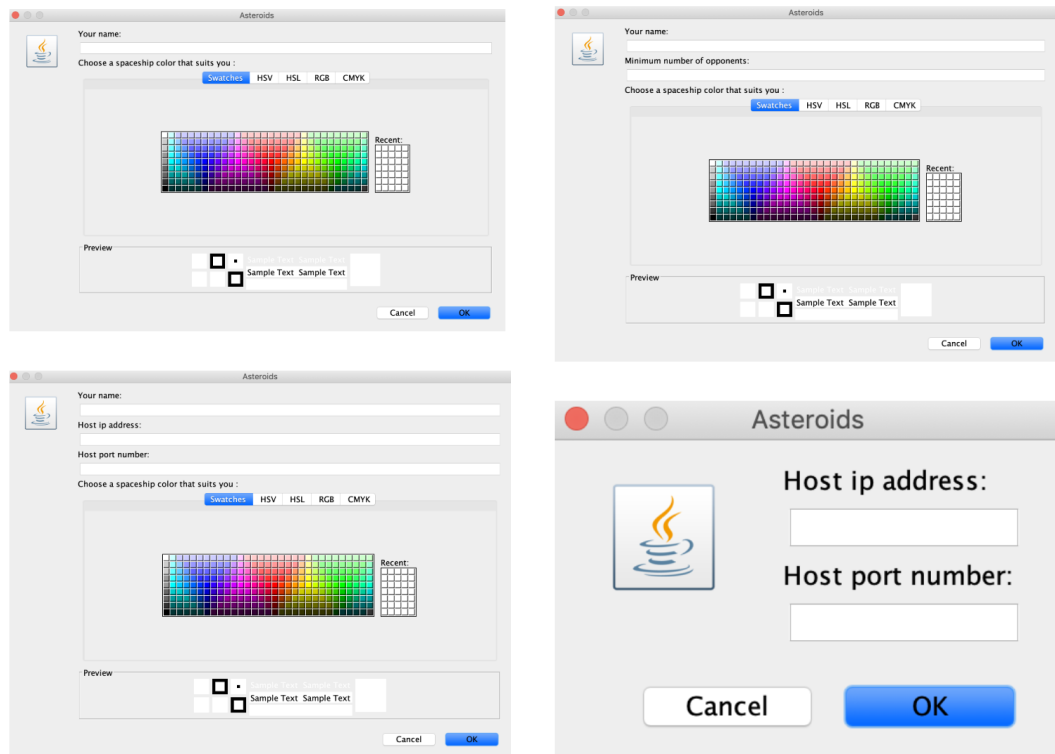 Asteroids
Your name:
Choose a spaceship color that suits you :
Swatches HSV HSL RGB CMYK
Recent:
Preview
Sample Text Sample Text
Sample Text Sample Text
Cancel OK
Asteroids
Your name:
Minimum number of opponents:
Choose a spaceship color that suits you :
Swatches HSV HSL RGB CMYK
Recent:
Preview
Sample Text Sample Text
Sample Text Sample Text
Cancel OK
Asteroids
Your name:
Host ip address:
Host port number:
Choose a spaceship color that suits you :
Swatches HSV HSL RGB CMYK
Recent:
Preview
Sample Text Sample Text
Sample Text Sample Text
Cancel OK
Asteroids
Host ip address:
Host port number:
Cancel OK